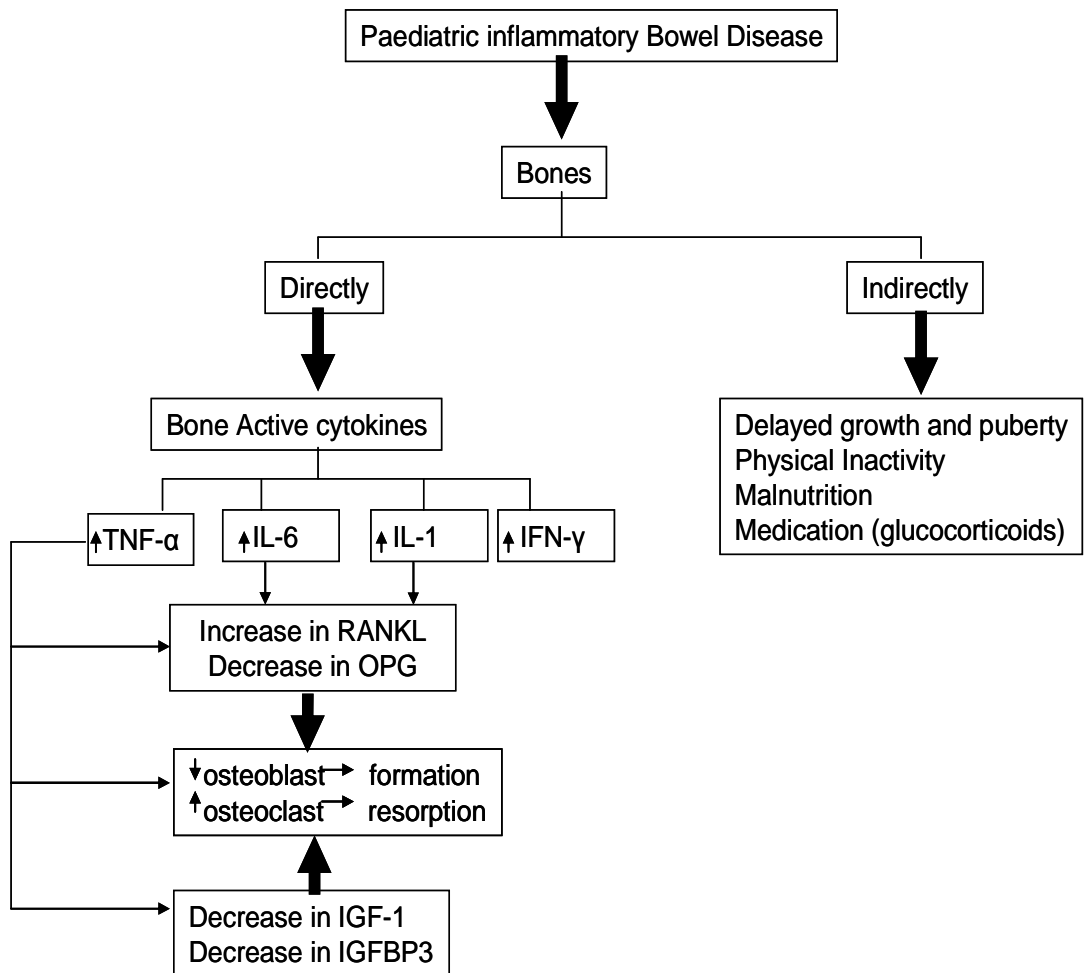 Paediatric inflammatory Bowel Disease
Bones
Directly
Indirectly
Bone Active cytokines
Delayed growth and puberty
Physical Inactivity
Malnutrition
Medication (glucocorticoids)
↑TNF-α
↑IL-6
↑IL-1
↑IFN-γ
Increase in RANKL
Decrease in OPG
↓osteoblast → formation
↑osteoclast → resorption
Decrease in IGF-1
Decrease in IGFBP3